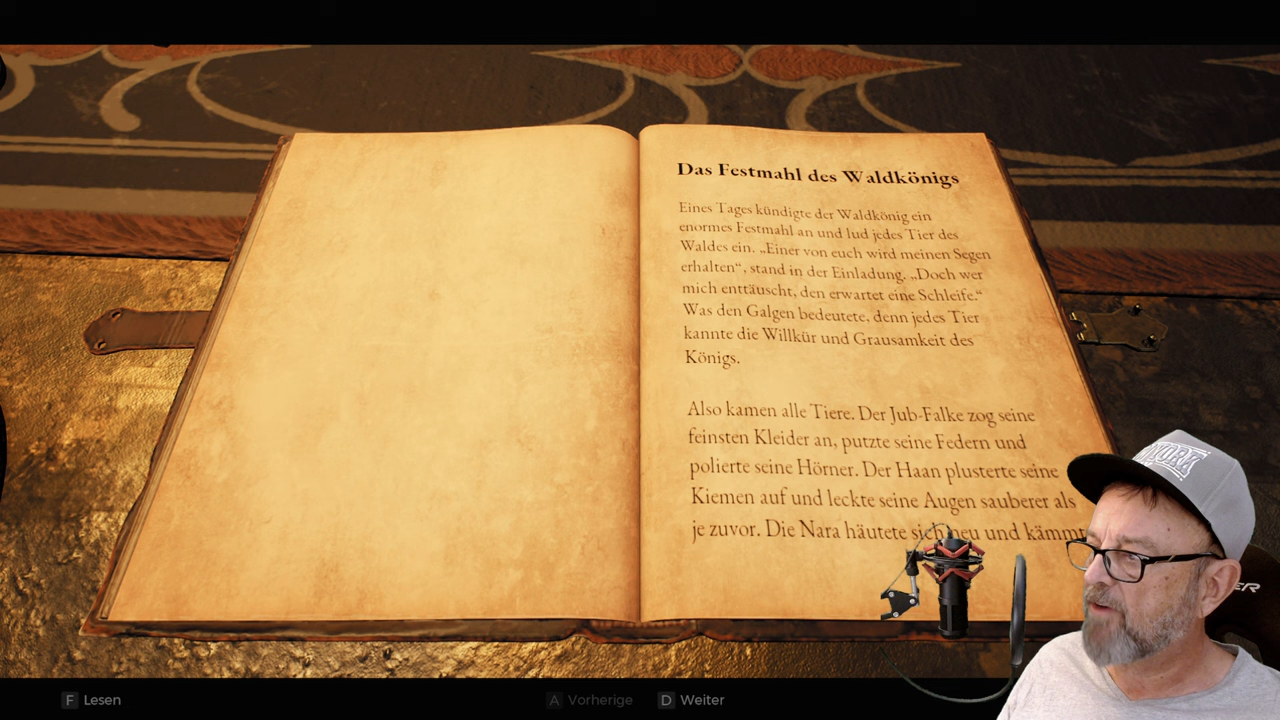 Das Festmahl des Waldkönigs
Eines Tages kündigte der Waldkönig ein
enormes Festmahl an und lud jedes Tier des
Waldes ein. „Einer von euch wird meinen Segen
erhalten“, stand in der Einladung. „Doch wer
mich enttäuscht, den erwartet eine Schleife.“
Was den Galgen bedeutete, denn jedes Tier
kannte die Willkür und Grausamkeit des
Königs.
Also kamen alle Tiere. Der Jub-Falke zog seine
feinsten Kleider an, putzte seine Federn und
polierte seine Hörner. Der Haan plusterte seine
Kiemen auf und leckte seine Augen sauberer als
je zuvor. Die Nara häutete sich neu und kämmt
F Lesen
A Vorherige
D Weiter